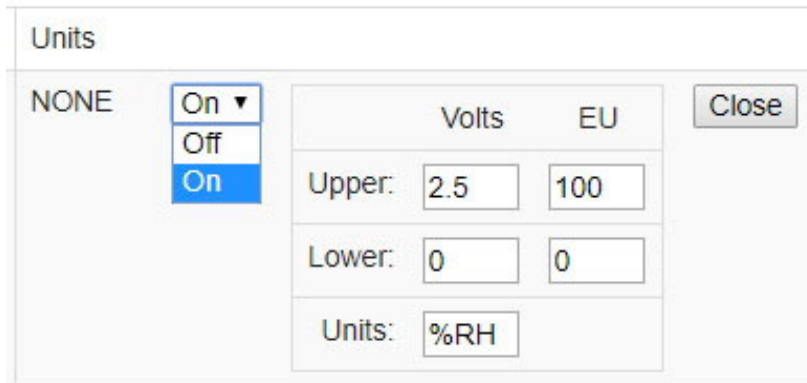 Units
NONE On ▼ Volts EU Close
Off
On
Upper: 2.5 100
Lower: 0 0
Units: %RH